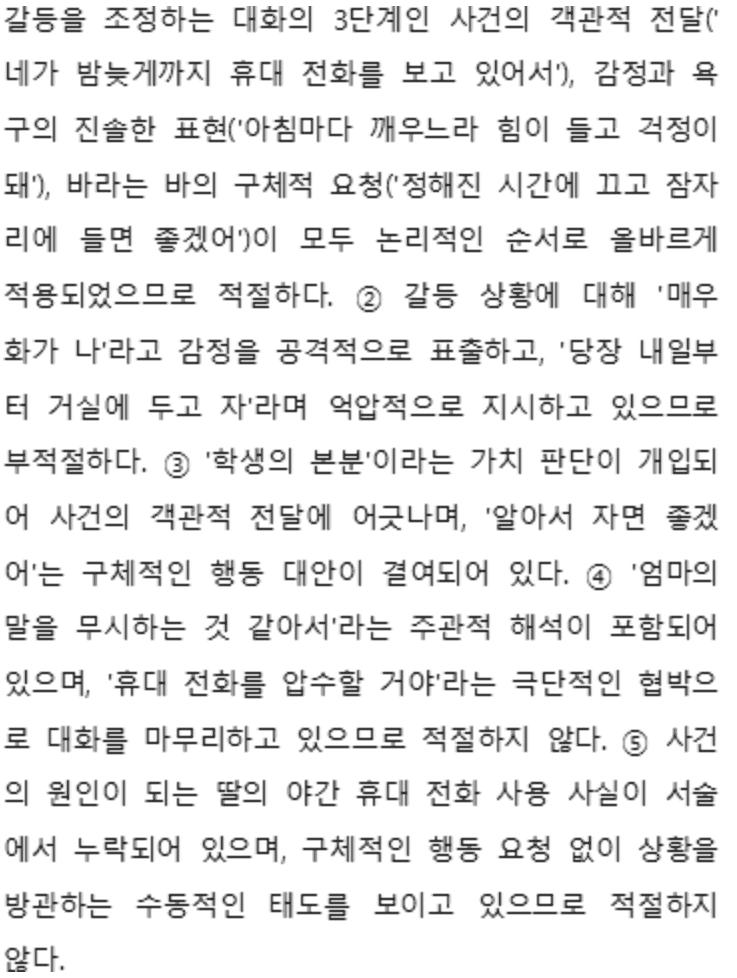 갈등을 조정하는 대화의 3단계인 사건의 객관적 전달('
네가 밤늦게까지 휴대 전화를 보고 있어서'), 감정과 욕
구의 진솔한 표현('아침마다 깨우느라 힘이 들고 걱정이
돼'), 바라는 바의 구체적 요청('정해진 시간에 끄고 잠자
리에 들면 좋겠어')이 모두 논리적인 순서로 올바르게
적용되었으므로 적절하다. ② 갈등 상황에 대해 '매우
화가 나'라고 감정을 공격적으로 표출하고, '당장 내일부
터 거실에 두고 자'라며 억압적으로 지시하고 있으므로
부적절하다. ③ '학생의 본분'이라는 가치 판단이 개입되
어 사건의 객관적 전달에 어긋나며, '알아서 자면 좋겠
어'는 구체적인 행동 대안이 결여되어 있다. ④ '엄마의
말을 무시하는 것 같아서'라는 주관적 해석이 포함되어
있으며, '휴대 전화를 압수할 거야'라는 극단적인 협박으
로 대화를 마무리하고 있으므로 적절하지 않다. ⑤ 사건
의 원인이 되는 딸의 야간 휴대 전화 사용 사실이 서술
에서 누락되어 있으며, 구체적인 행동 요청 없이 상황을
방관하는 수동적인 태도를 보이고 있으므로 적절하지
않다.